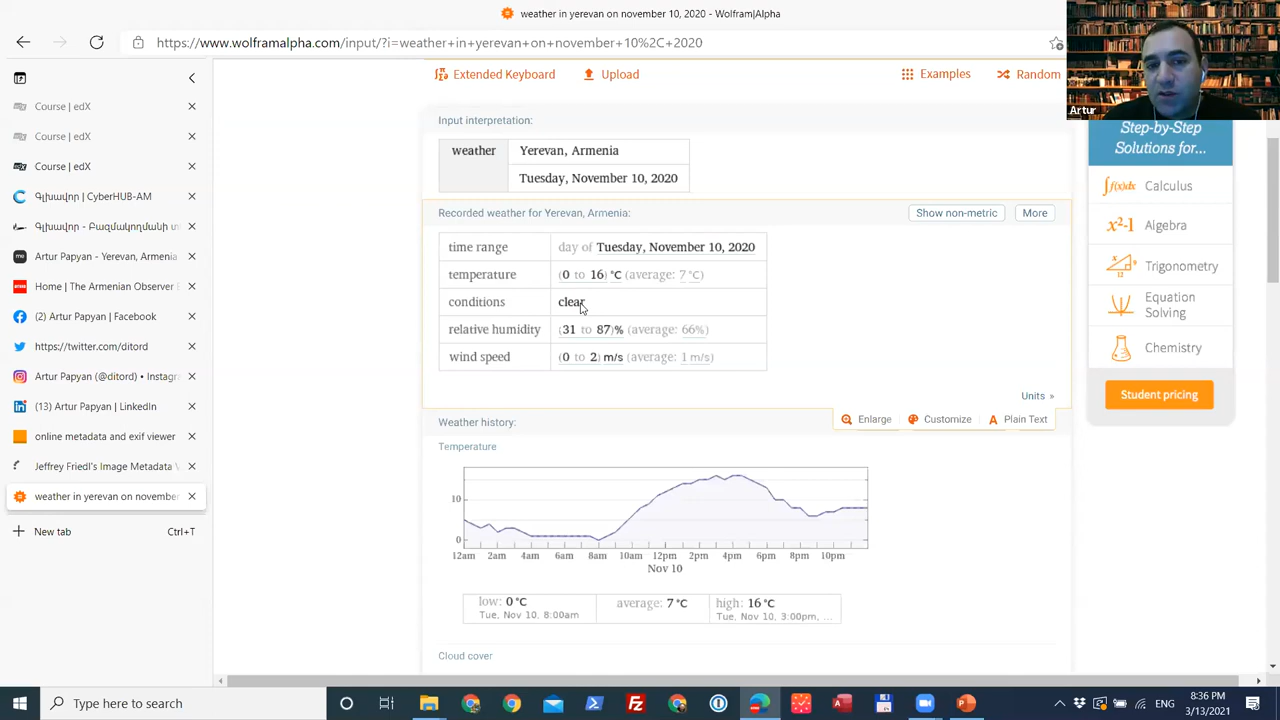 weather in yerevan on november 10, 2020 - Wolfram|Alpha
https://www.wolframalpha.com/input/?i=weather+in+yerevan+on+november+10%2C+2020
Course | edX
Course | edX
Course | edX
Գլխավոր | CyberHUB-AM
Գլխավոր - Բազմակողմանի տ
Artur Papyan - Yerevan, Armenia
Home | The Armenian Observer
(2) Artur Papyan | Facebook
https://twitter.com/ditord
Artur Papyan (@ditord) • Instagr
(13) Artur Papyan | LinkedIn
online metadata and exif viewer
Jeffrey Friedl's Image Metadata
weather in yerevan on november
New tab
Ctrl+T
Extended Keyboard
Upload
Examples
Random
Artur
Input interpretation:
weather
Yerevan, Armenia
Tuesday, November 10, 2020
Recorded weather for Yerevan, Armenia:
Show non-metric
More
time range day of Tuesday, November 10, 2020
temperature (0 to 16) °C (average: 7 °C)
conditions clear
relative humidity (31 to 87)% (average: 66%)
wind speed (0 to 2) m/s (average: 1 m/s)
Units »
Weather history:
Enlarge
Customize
A Plain Text
Temperature
10
0
12am 2am 4am 6am 8am 10am 12pm 2pm 4pm 6pm 8pm 10pm
Nov 10
low: 0 °C
Tue, Nov 10, 8:00am
average: 7 °C
high: 16 °C
Tue, Nov 10, 3:00pm, ...
Cloud cover
Step-by-Step
Solutions for...
∫f(x)dx Calculus
x²-1 Algebra
Trigonometry
Equation
Solving
Chemistry
Student pricing
Type here to search
ENG
8:36 PM
3/13/2021